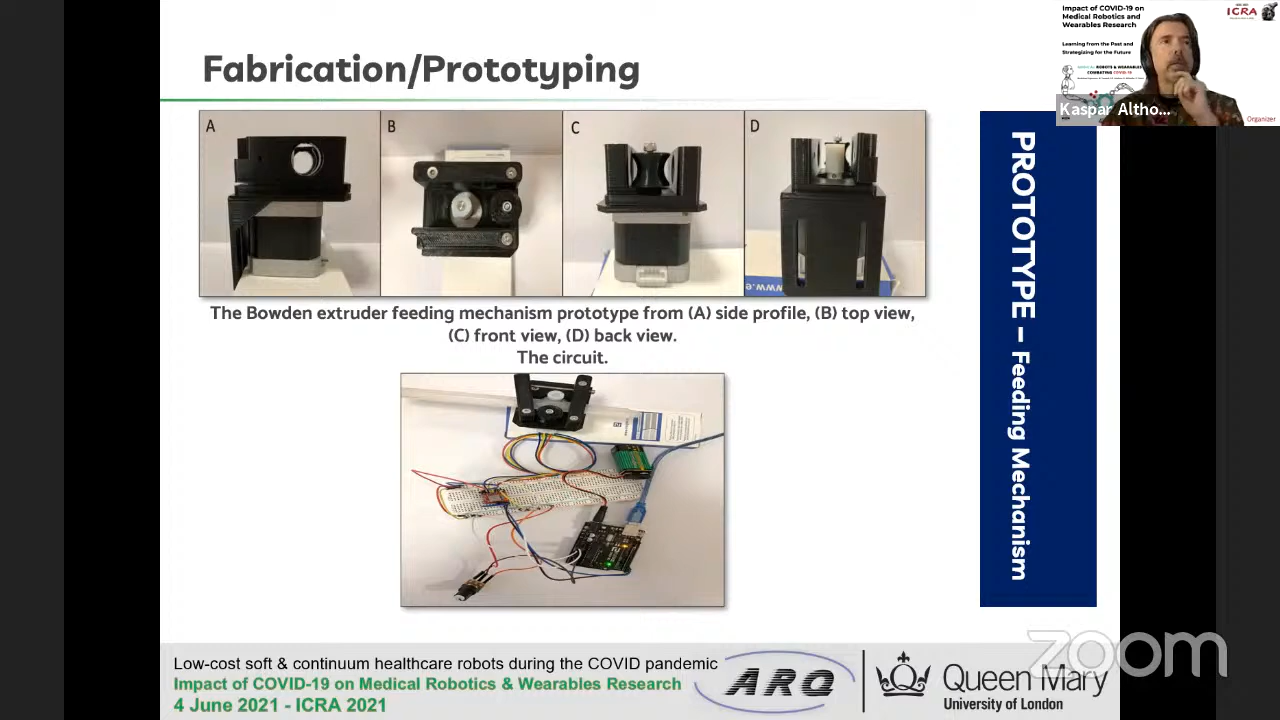 Fabrication/Prototyping
A
B
C
D
The Bowden extruder feeding mechanism prototype from (A) side profile, (B) top view,
(C) front view, (D) back view.
The circuit.
PROTOTYPE – Feeding Mechanism
Impact of COVID-19 on
Medical Robotics and
Wearables Research
Learning from the Past and
Strategizing for the Future
ROBOTS & WEARABLES
COMBATING COVID-19
ICRA
Kaspar Altho...
Organizer
zoom
Low-cost soft & continuum healthcare robots during the COVID pandemic
Impact of COVID-19 on Medical Robotics & Wearables Research
4 June 2021 - ICRA 2021
ARQ
Queen Mary
University of London